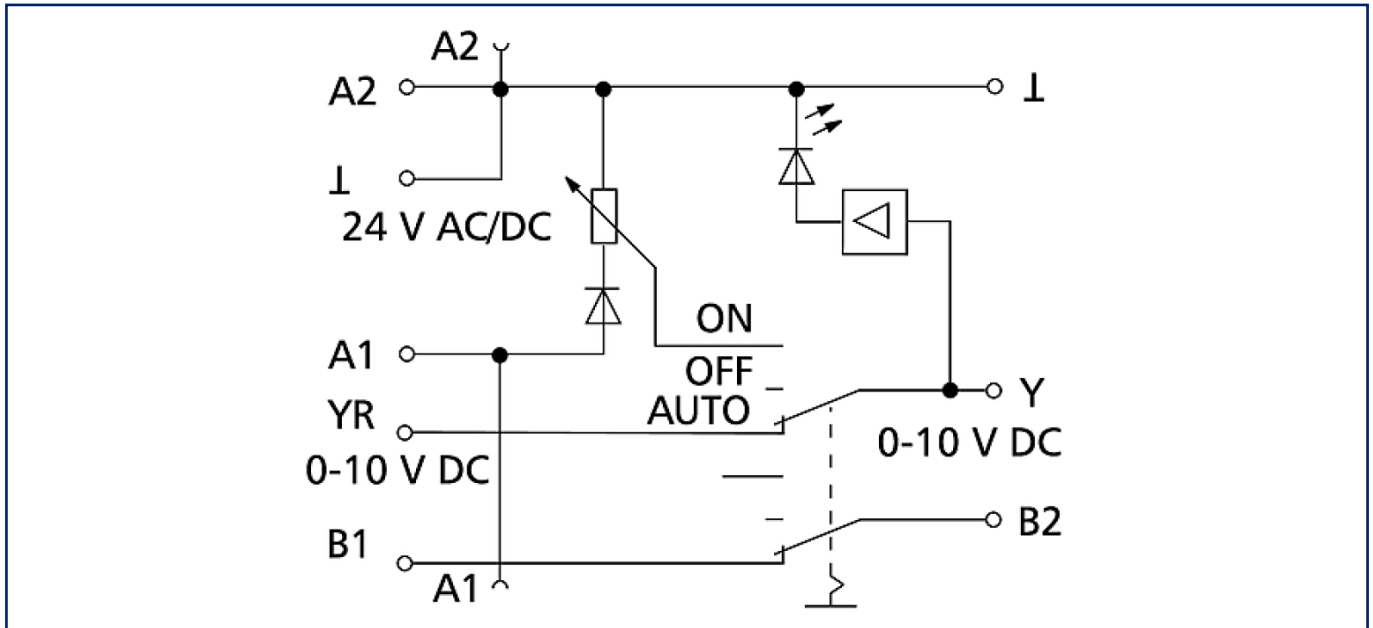 A2
A2
⊥
⊥
24 V AC/DC
ON
A1
OFF
Y
YR
AUTO
0-10 V DC
0-10 V DC
B1
B2
A1